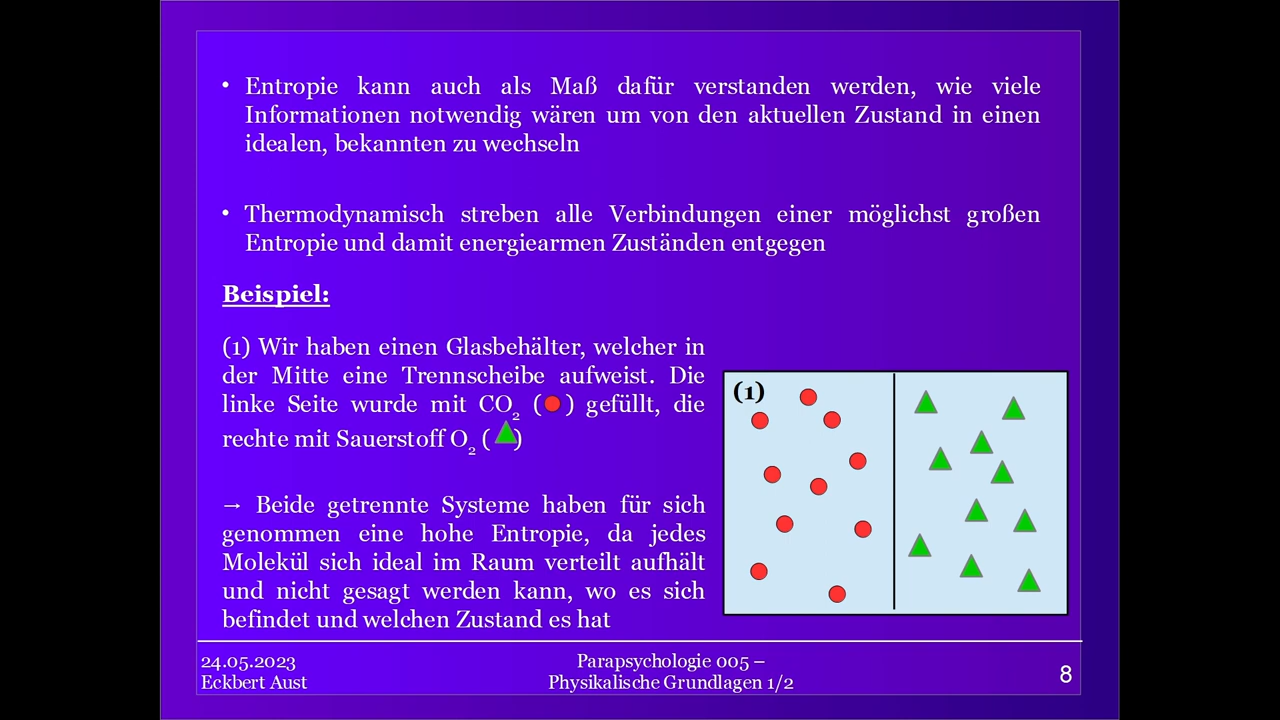 • Entropie kann auch als Maß dafür verstanden werden, wie viele
Informationen notwendig wären um von den aktuellen Zustand in einen
idealen, bekannten zu wechseln
• Thermodynamisch streben alle Verbindungen einer möglichst großen
Entropie und damit energiearmen Zuständen entgegen
Beispiel:
(1) Wir haben einen Glasbehälter, welcher in
der Mitte eine Trennscheibe aufweist. Die
linke Seite wurde mit CO₂ ( ) gefüllt, die
rechte mit Sauerstoff O₂ ( )
→ Beide getrennte Systeme haben für sich
genommen eine hohe Entropie, da jedes
Molekül sich ideal im Raum verteilt aufhält
und nicht gesagt werden kann, wo es sich
befindet und welchen Zustand es hat
(1)
24.05.2023
Eckbert Aust
Parapsychologie 005 –
Physikalische Grundlagen 1/2
8